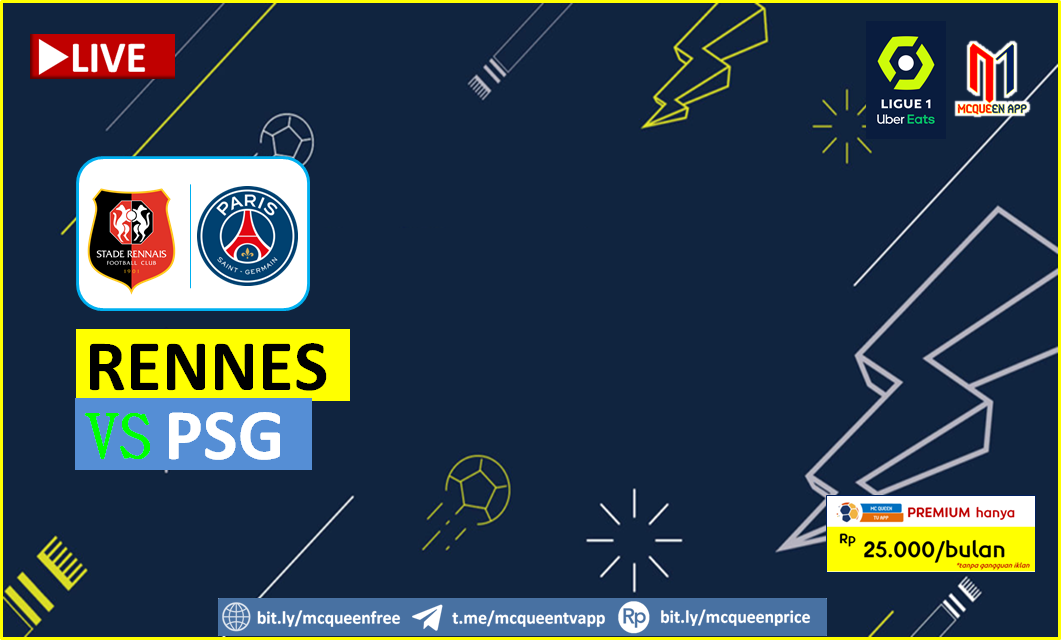 LIVE
LIGUE 1
Uber Eats
MCQUEEN APP
STADE RENNAIS
FOOTBALL CLUB
1901
PARIS
SAINT-GERMAIN
RENNES
VS PSG
MC QUEEN
TV APP
PREMIUM hanya
Rp 25.000/bulan
*tanpa gangguan iklan
bit.ly/mcqueenfree t.me/mcqueentvapp Rp bit.ly/mcqueenprice